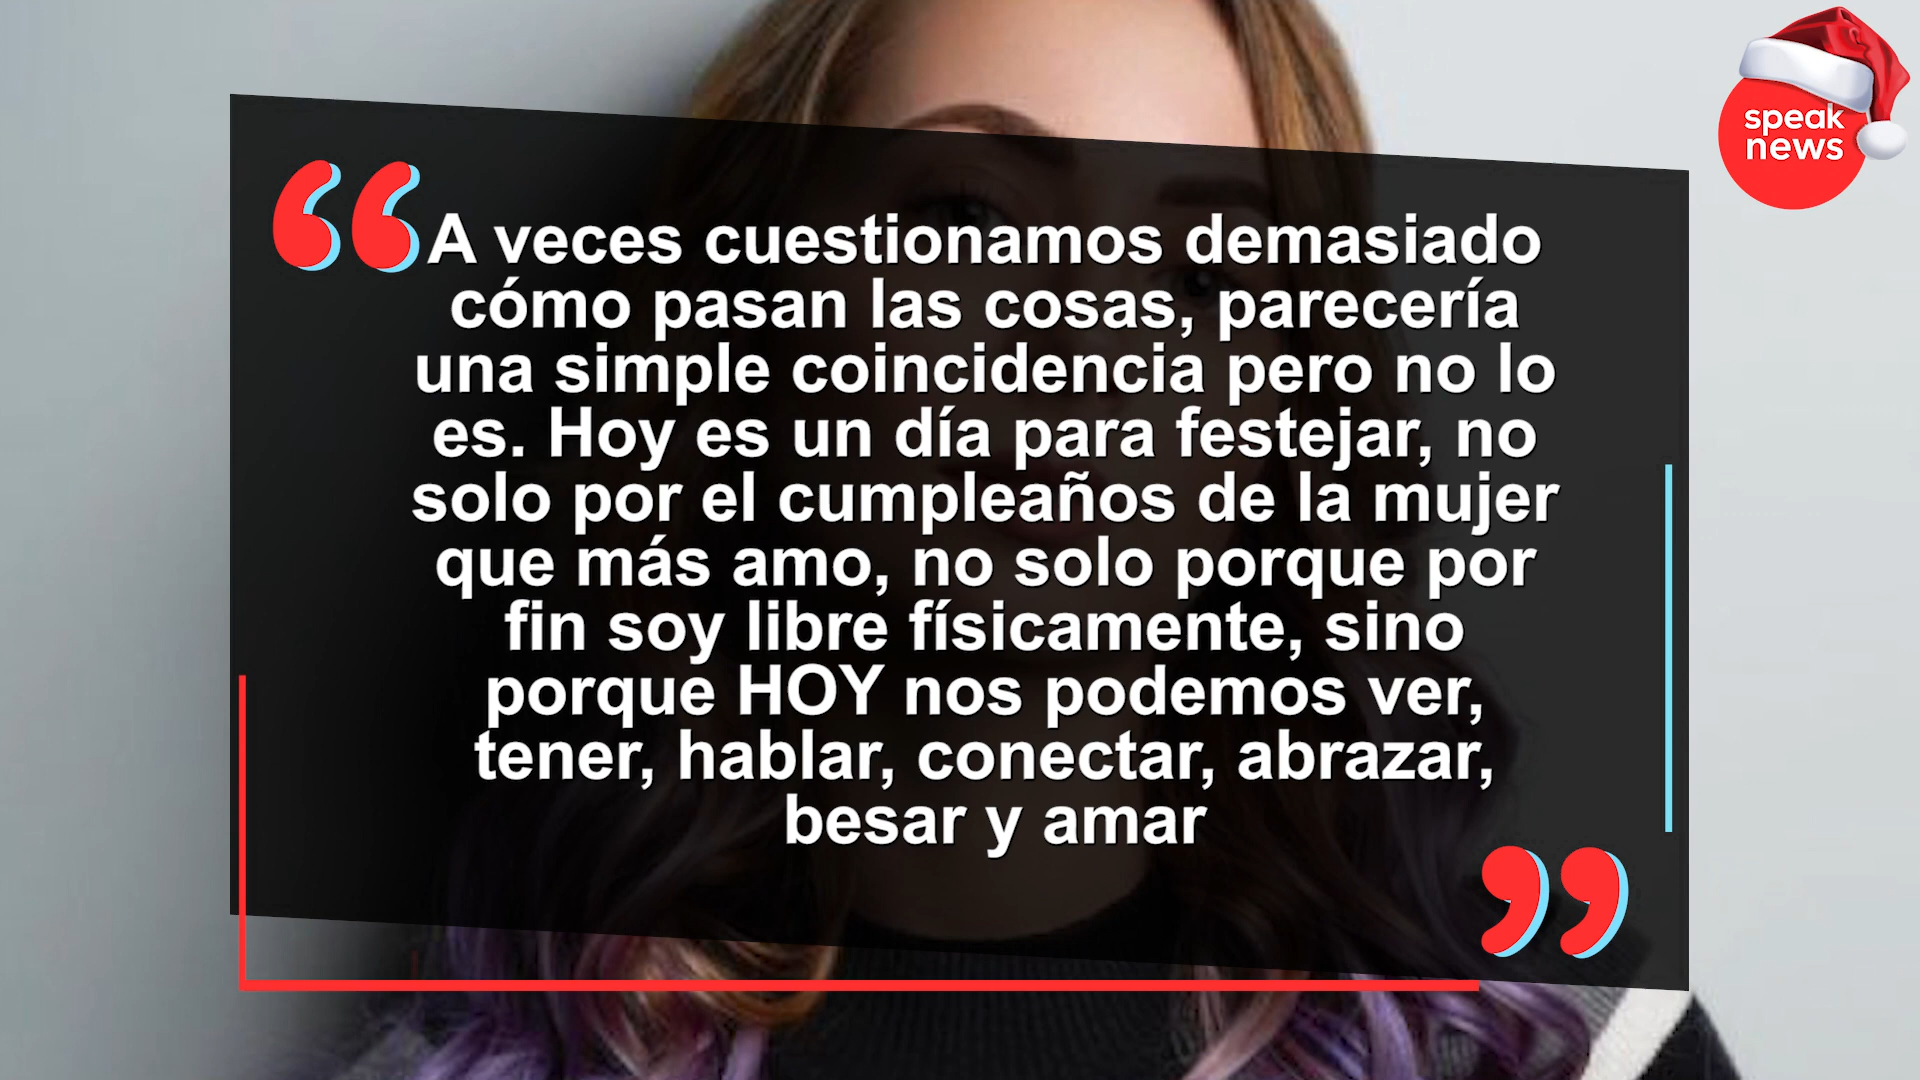 speak
news
A veces cuestionamos demasiado
cómo pasan las cosas, parecería
una simple coincidencia pero no lo
es. Hoy es un día para festejar, no
solo por el cumpleaños de la mujer
que más amo, no solo porque por
fin soy libre físicamente, sino
porque HOY nos podemos ver,
tener, hablar, conectar, abrazar,
besar y amar